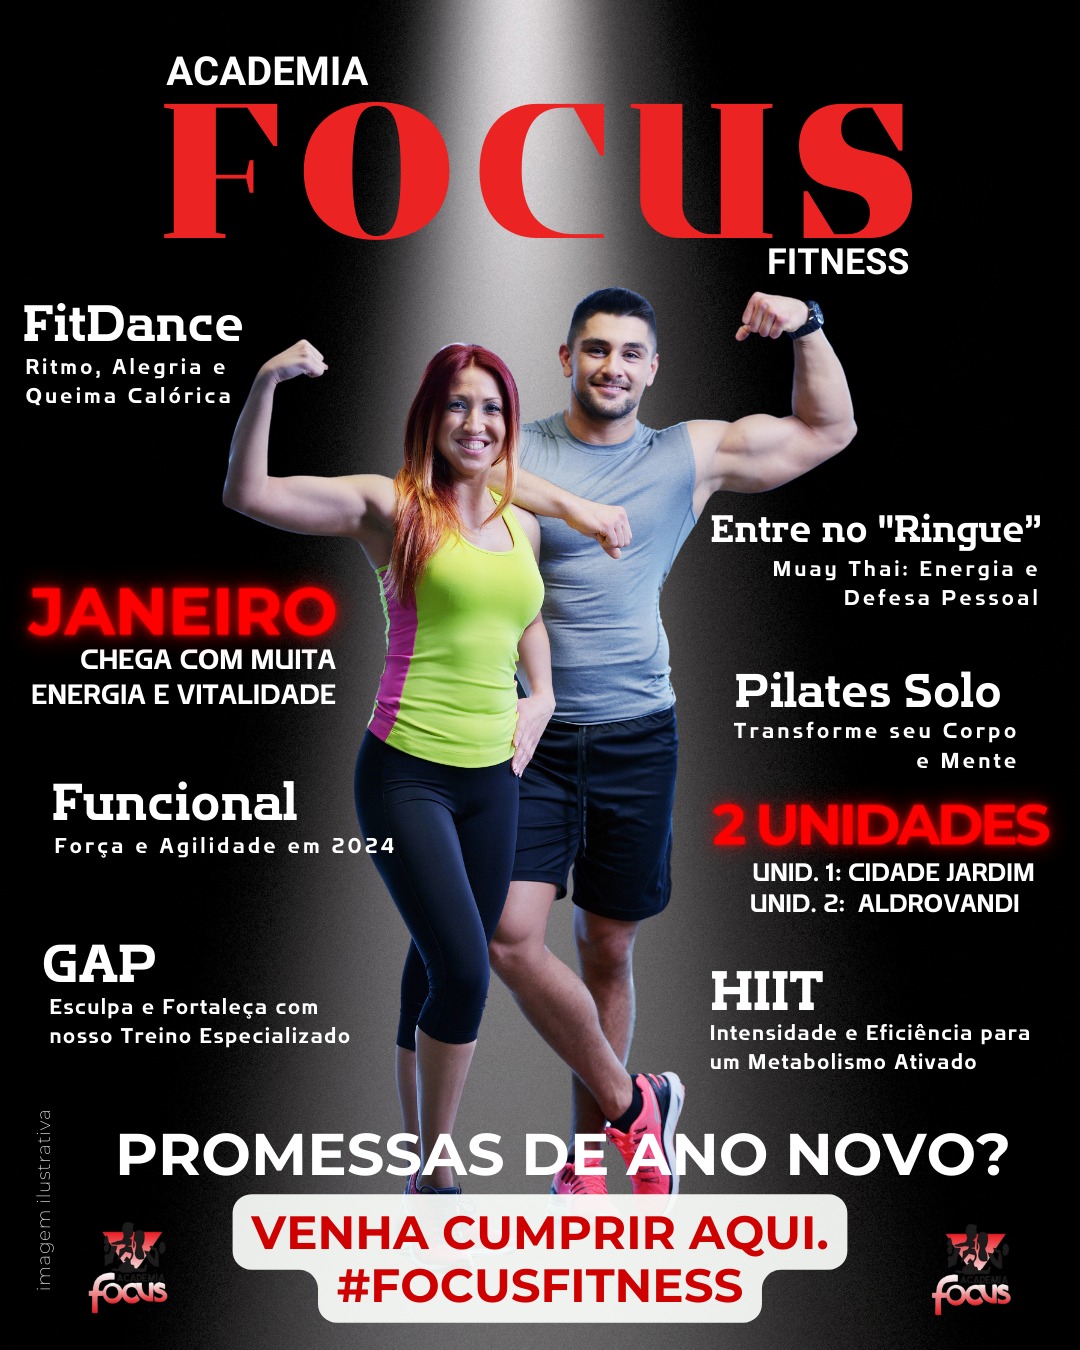 ACADEMIA
FOCUS
FITNESS
FitDance
Ritmo, Alegria e
Queima Calórica
Entre no "Ringue”
Muay Thai: Energia e
Defesa Pessoal
JANEIRO
CHEGA COM MUITA
ENERGIA E VITALIDADE
Pilates Solo
Transforme seu Corpo
e Mente
Funcional
Força e Agilidade em 2024
2 UNIDADES
UNID. 1: CIDADE JARDIM
UNID. 2: ALDROVANDI
GAP
Esculpa e Fortaleça com
nosso Treino Especializado
HIIT
Intensidade e Eficiência para
um Metabolismo Ativado
imagem ilustrativa
PROMESSAS DE ANO NOVO?
VENHA CUMPRIR AQUI.
#FOCUSFITNESS
ACADEMIA
focus
ACADEMIA
focus